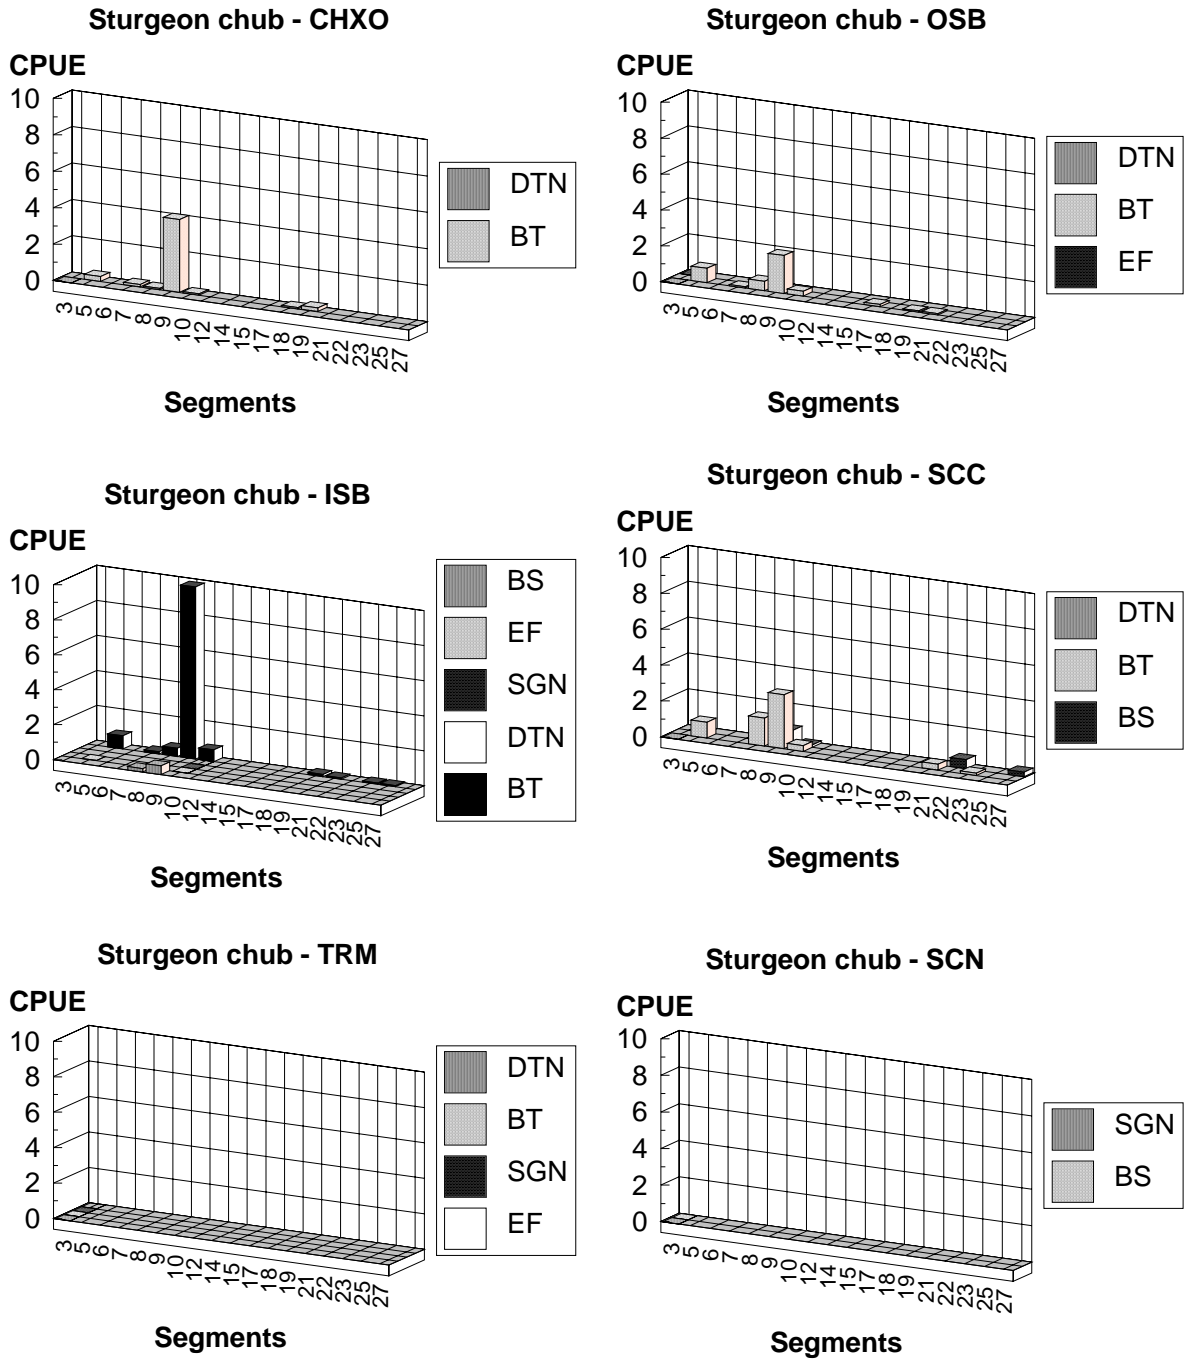 Sturgeon chub - CHXO
CPUE
10
8
6
4
2
0
3 5 6 7 8 9 10 12 14 15 17 18 19 21 22 23 25 27
Segments
DTN
BT
Sturgeon chub - OSB
CPUE
10
8
6
4
2
0
3 5 6 7 8 9 10 12 14 15 17 18 19 21 22 23 25 27
Segments
DTN
BT
EF
Sturgeon chub - ISB
CPUE
10
8
6
4
2
0
3 5 6 7 8 9 10 12 14 15 17 18 19 21 22 23 25 27
Segments
BS
EF
SGN
DTN
BT
Sturgeon chub - SCC
CPUE
10
8
6
4
2
0
3 5 6 7 8 9 10 12 14 15 17 18 19 21 22 23 25 27
Segments
DTN
BT
BS
Sturgeon chub - TRM
CPUE
10
8
6
4
2
0
3 5 6 7 8 9 10 12 14 15 17 18 19 21 22 23 25 27
Segments
DTN
BT
SGN
EF
Sturgeon chub - SCN
CPUE
10
8
6
4
2
0
3 5 6 7 8 9 10 12 14 15 17 18 19 21 22 23 25 27
Segments
SGN
BS